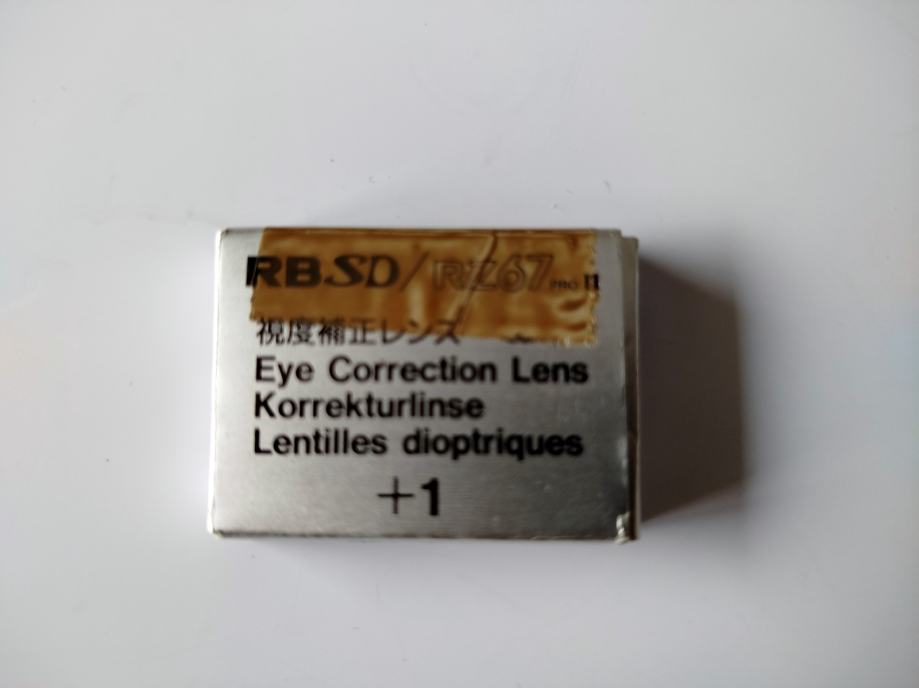 RBSD/RZ67 PRO II
視度補正レンズ
Eye Correction Lens
Korrekturlinse
Lentilles dioptriques
+1